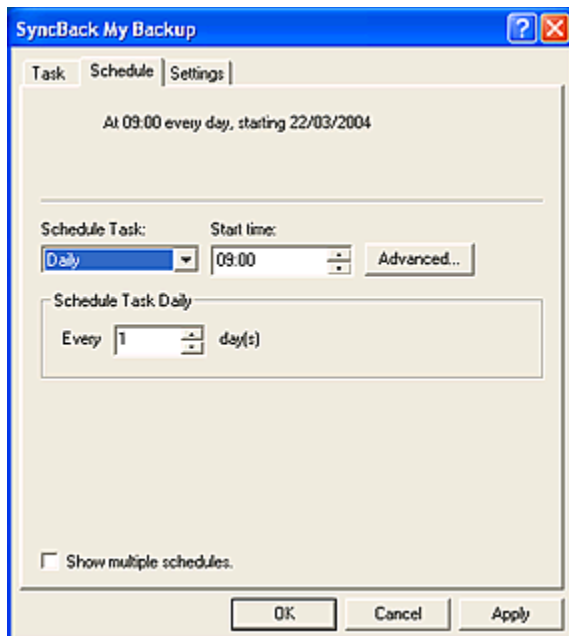 SyncBack My Backup
Task Schedule Settings
At 09:00 every day, starting 22/03/2004
Schedule Task: Start time:
Daily 09:00 Advanced...
Schedule Task Daily
Every 1 day(s)
Show multiple schedules.
OK Cancel Apply